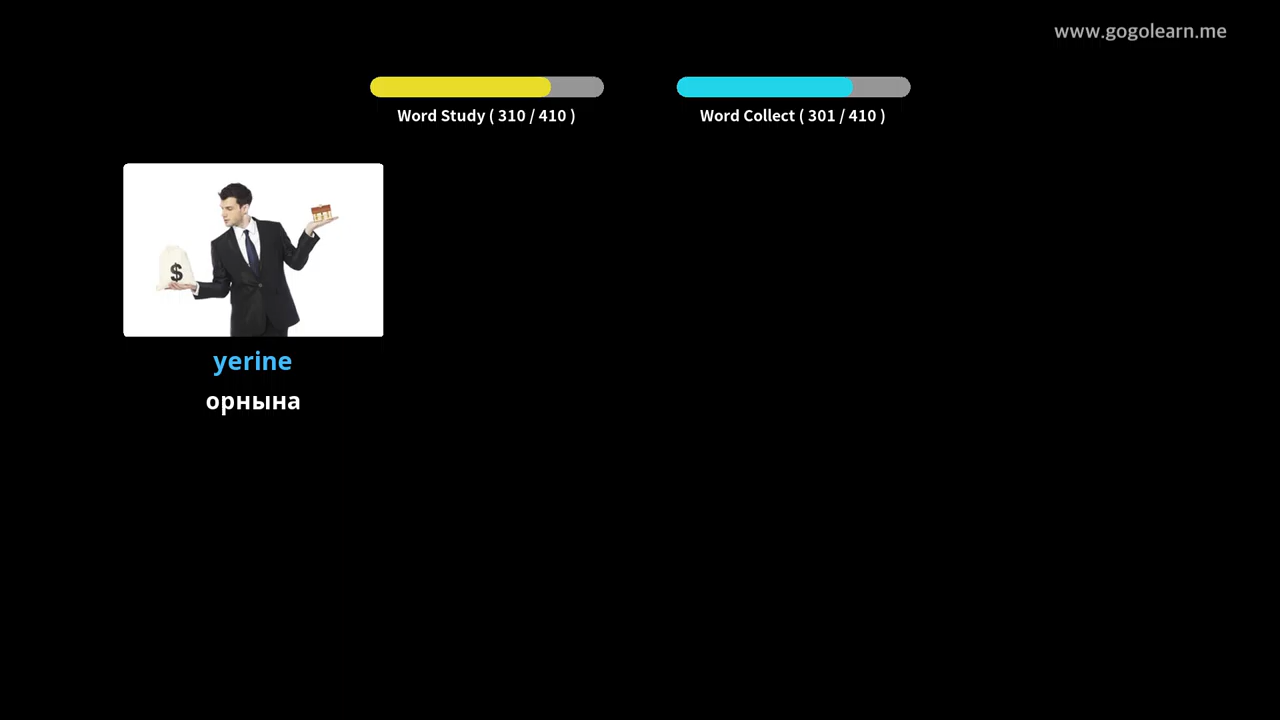 www.gogolearn.me
Word Study ( 310 / 410 )
Word Collect ( 301 / 410 )
$
yerine
орнына